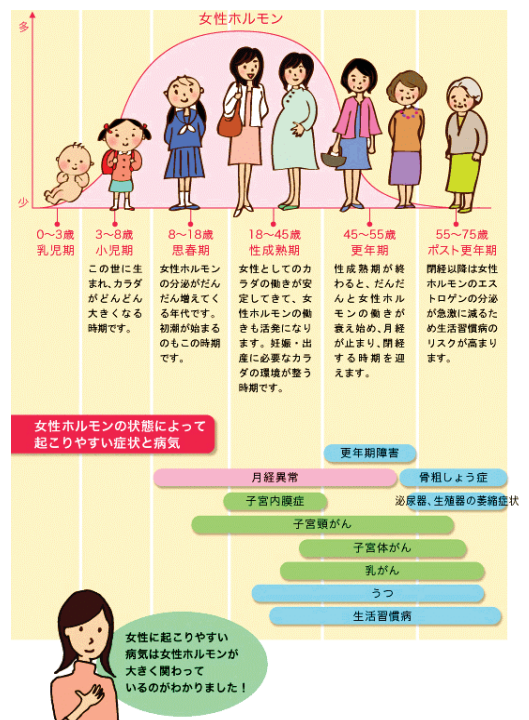 女性ホルモン
多
少
0〜3歳
乳児期
3〜8歳
小児期
8〜18歳
思春期
18〜45歳
性成熟期
45〜55歳
更年期
55〜75歳
ポスト更年期
この世に生
まれ、カラダ
がどんどん
大きくなる
時期です。
女性ホルモン
の分泌がだん
だん増えてく
る年代です。
初潮が始まる
のもこの時期
です。
女性としてのカ
ラダの働きが安
定してきて、女
性ホルモンの働
きも活発になり
ます。妊娠・出
産に必要なカラ
ダの環境が整う
時期です。
性成熟期が終
わると、だんだ
んと女性ホル
モンの働きが
衰え始め、月経
が止まり、閉経
する時期を迎
えます。
閉経以降は女性
ホルモンのエス
トロゲンの分泌
が急激に減るた
め生活習慣病の
リスクが高まり
ます。
女性ホルモンの状態によって
起こりやすい症状と病気
更年期障害
月経異常
骨粗しょう症
子宮内膜症
泌尿器、生殖器の萎縮症状
子宮頸がん
子宮体がん
乳がん
うつ
生活習慣病
女性に起こりやすい
病気は女性ホルモンが
大きく関わって
いるのがわかりました！